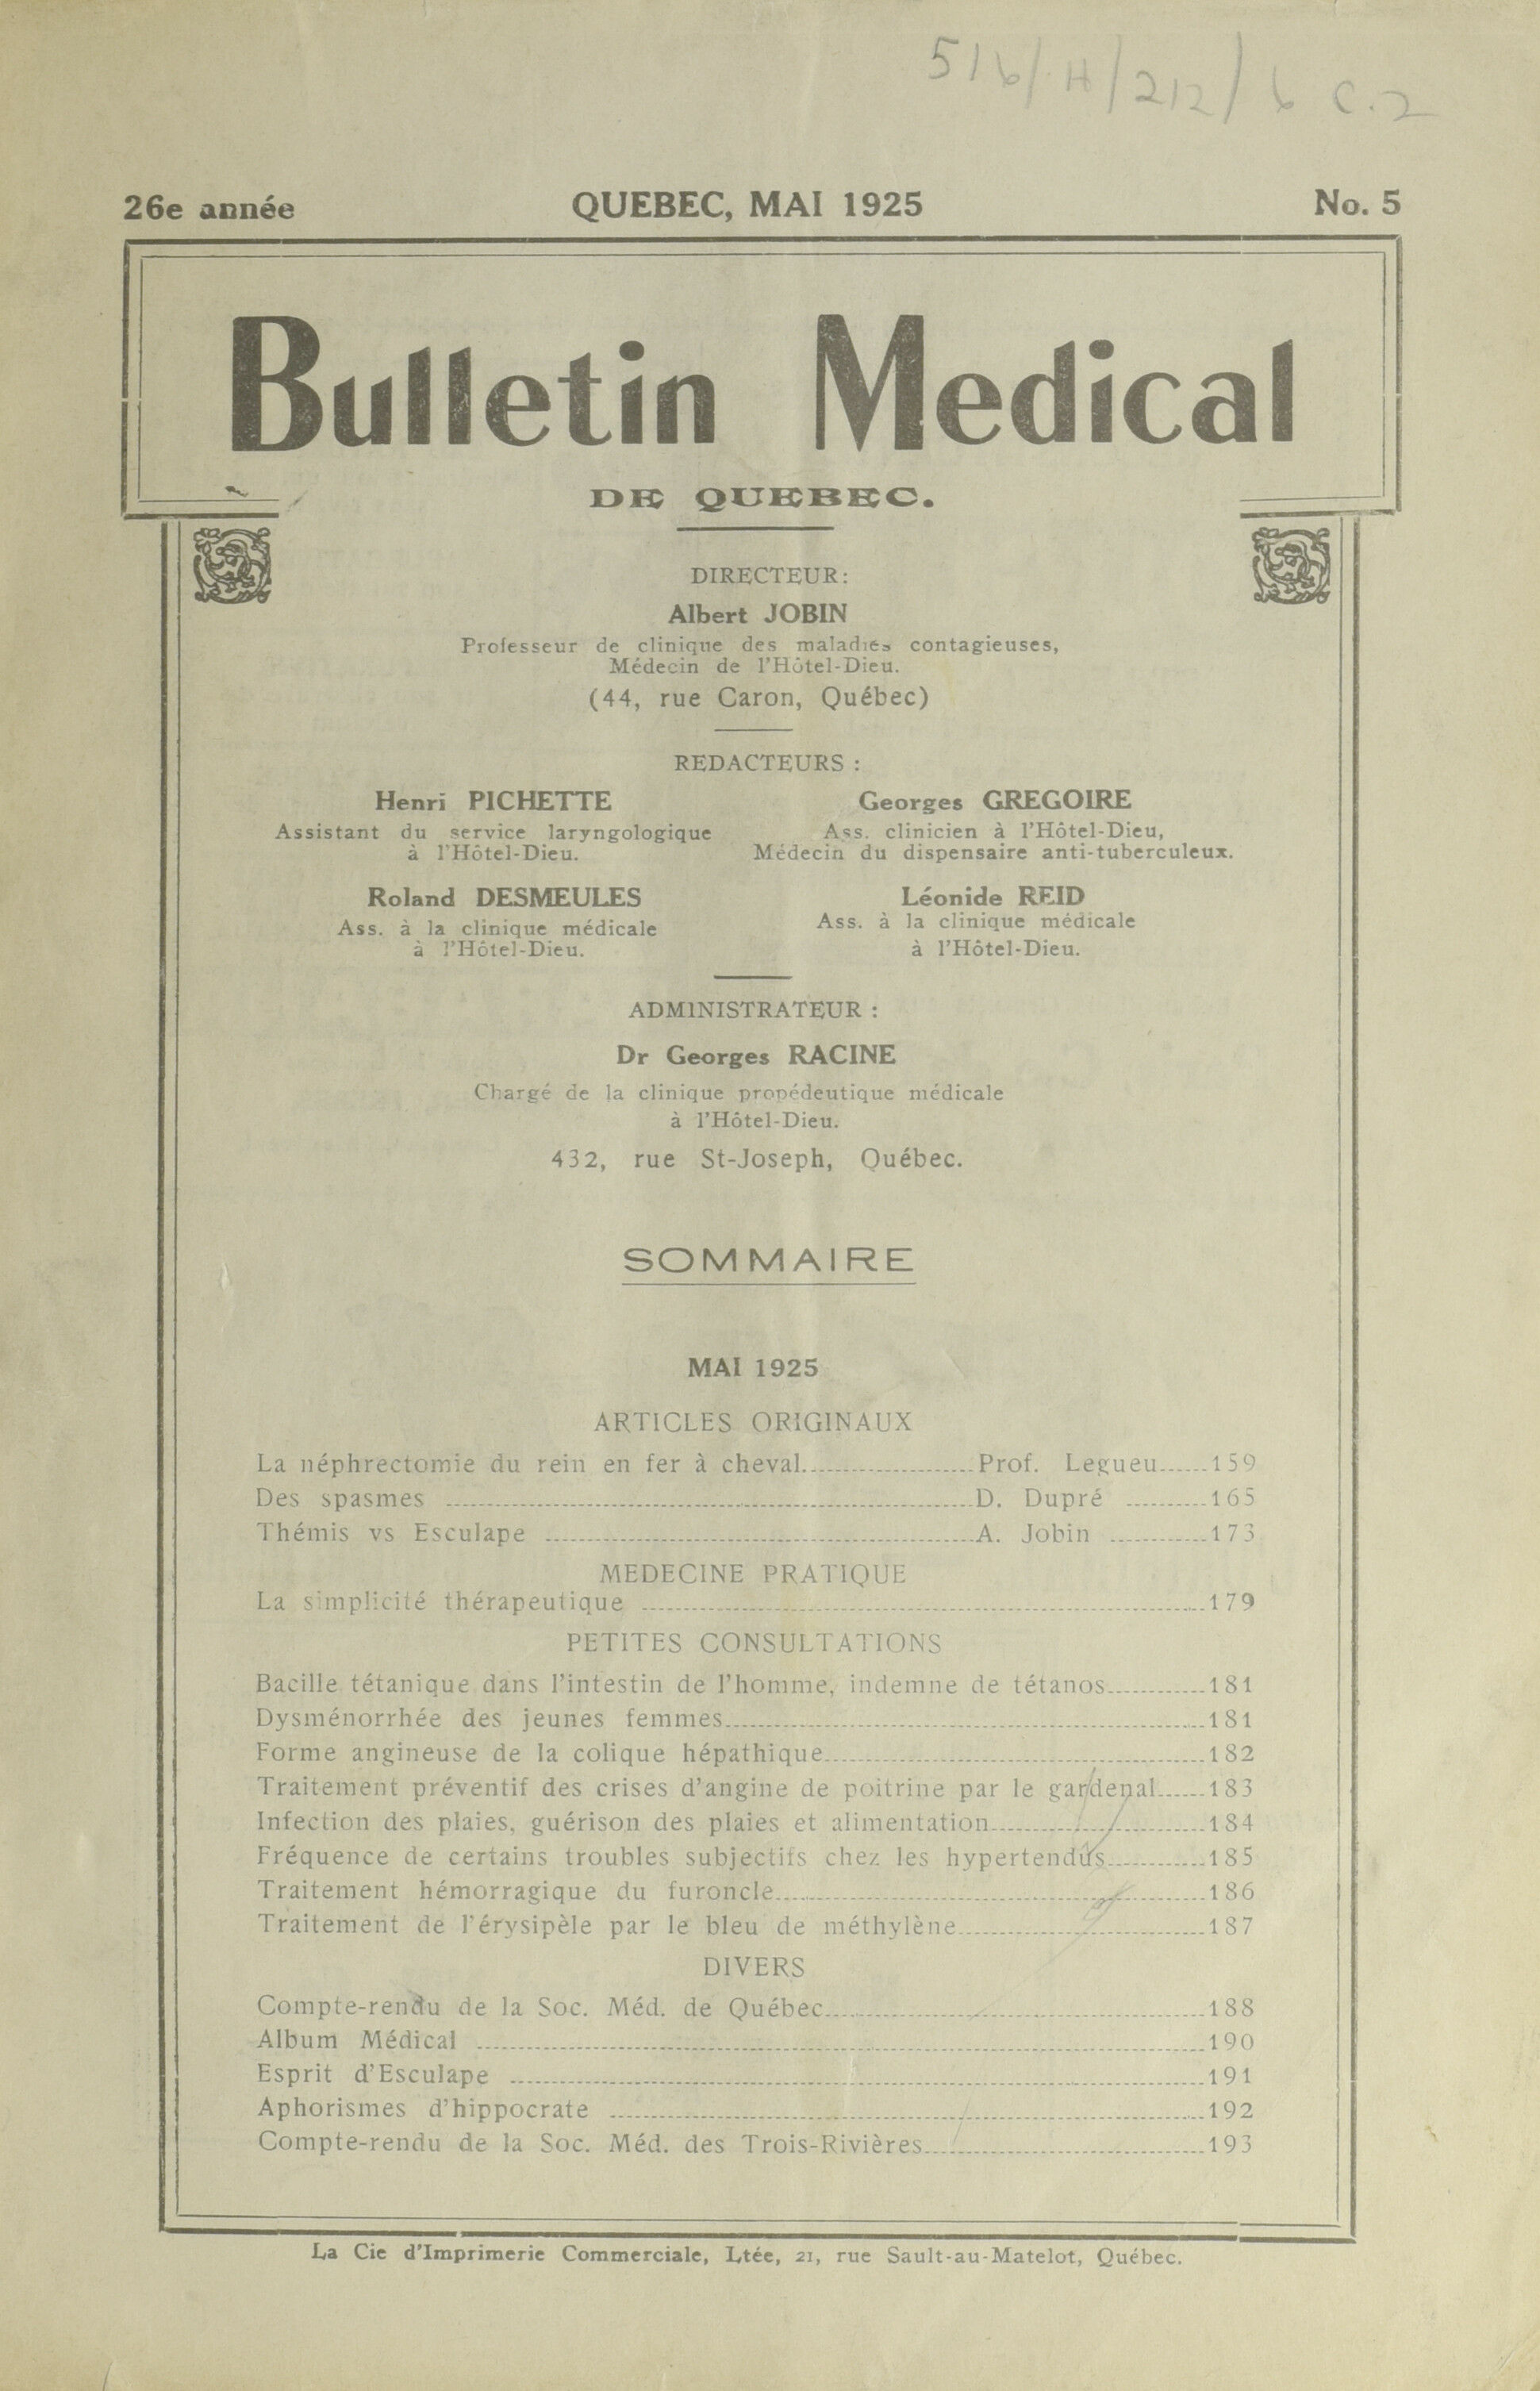 516/H/212/6 C.2
26e année QUEBEC, MAI 1925 No. 5
Bulletin Medical
DE QUEBEC.
DIRECTEUR:
Albert JOBIN
Professeur de clinique des maladies contagieuses,
Médecin de l'Hôtel-Dieu.
(44, rue Caron, Québec)
REDACTEURS :
Henri PICHETTE
Assistant du service laryngologique
à l'Hôtel-Dieu.
Georges GREGOIRE
Ass. clinicien à l'Hôtel-Dieu,
Médecin du dispensaire anti-tuberculeux.
Roland DESMEULES
Ass. à la clinique médicale
à l'Hôtel-Dieu.
Léonide REID
Ass. à la clinique médicale
à l'Hôtel-Dieu.
ADMINISTRATEUR :
Dr Georges RACINE
Chargé de la clinique propédeutique médicale
à l'Hôtel-Dieu.
432, rue St-Joseph, Québec.
SOMMAIRE
MAI 1925
ARTICLES ORIGINAUX
La néphrectomie du rein en fer à cheval Prof. Legueu 159
Des spasmes D. Dupré 165
Thémis vs Esculape A. Jobin 173
MEDECINE PRATIQUE
La simplicité thérapeutique 179
PETITES CONSULTATIONS
Bacille tétanique dans l'intestin de l'homme, indemne de tétanos 181
Dysménorrhée des jeunes femmes 181
Forme angineuse de la colique hépathique 182
Traitement préventif des crises d'angine de poitrine par le gardenal 183
Infection des plaies, guérison des plaies et alimentation 184
Fréquence de certains troubles subjectifs chez les hypertendus 185
Traitement hémorragique du furoncle 186
Traitement de l'érysipèle par le bleu de méthylène 187
DIVERS
Compte-rendu de la Soc. Méd. de Québec 188
Album Médical 190
Esprit d'Esculape 191
Aphorismes d'hippocrate 192
Compte-rendu de la Soc. Méd. des Trois-Rivières 193
La Cie d'Imprimerie Commerciale, Ltée, 21, rue Sault-au-Matelot, Québec.